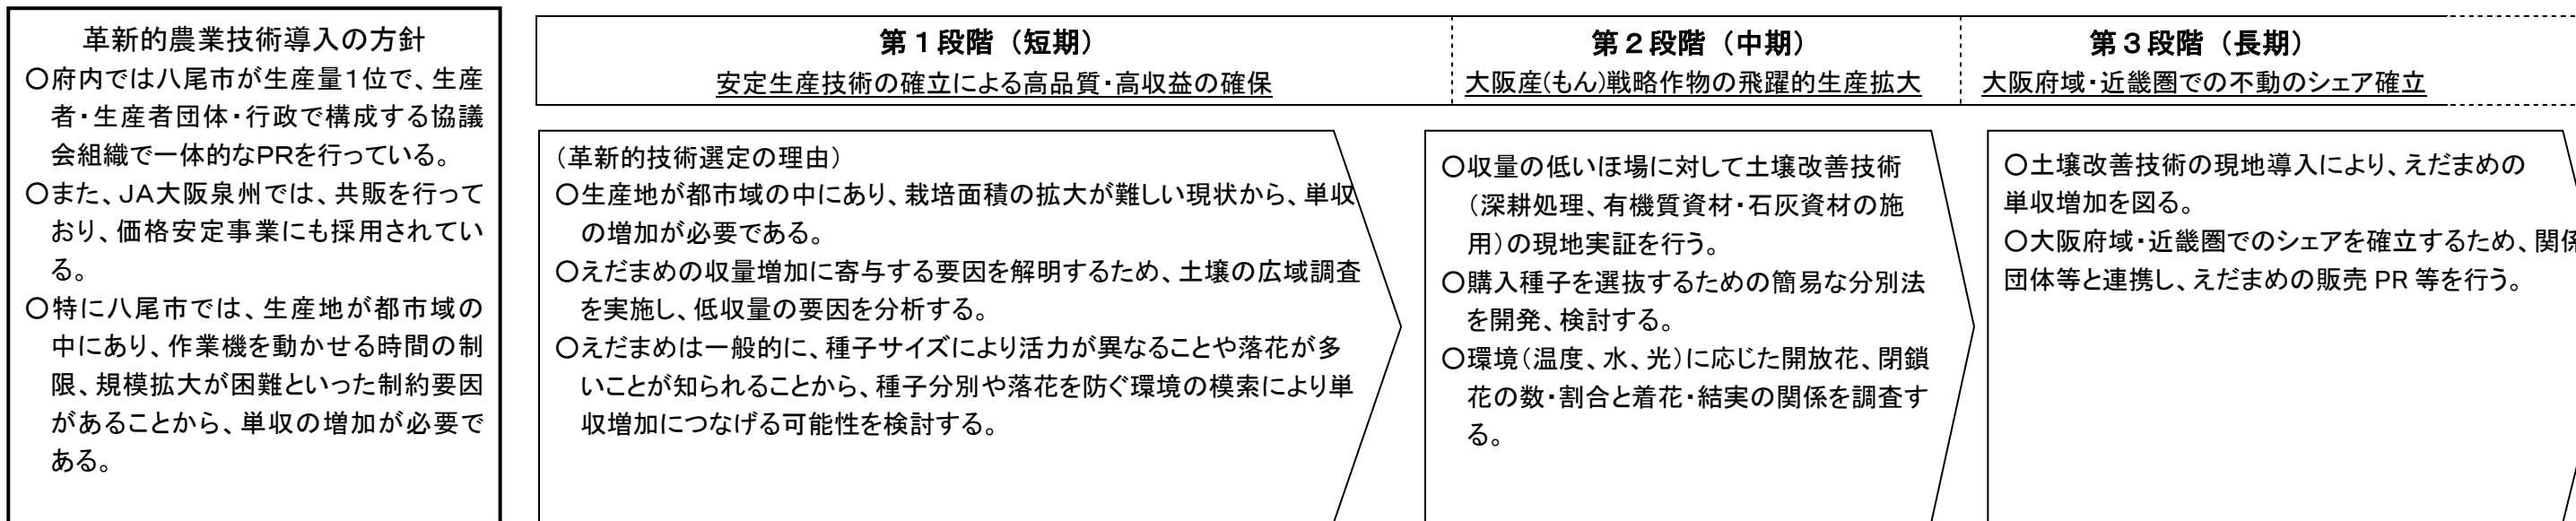 革新的農業技術導入の方針
〇府内では八尾市が生産量1位で、生産
者・生産者団体・行政で構成する協議
会組織で一体的なPRを行っている。
〇また、JA大阪泉州では、共販を行って
おり、価格安定事業にも採用されてい
る。
〇特に八尾市では、生産地が都市域の
中にあり、作業機を動かせる時間の制
限、規模拡大が困難といった制約要因
があることから、単収の増加が必要で
ある。
第1段階（短期）
安定生産技術の確立による高品質・高収益の確保
第2段階（中期）
大阪産(もん)戦略作物の飛躍的生産拡大
第3段階（長期）
大阪府域・近畿圏での不動のシェア確立
（革新的技術選定の理由）
〇生産地が都市域の中にあり、栽培面積の拡大が難しい現状から、単収
の増加が必要である。
〇えだまめの収量増加に寄与する要因を解明するため、土壌の広域調査
を実施し、低収量の要因を分析する。
〇えだまめは一般的に、種子サイズにより活力が異なることや落花が多
いことが知られることから、種子分別や落花を防ぐ環境の模索により単
収増加につなげる可能性を検討する。
〇収量の低いほ場に対して土壌改善技術
（深耕処理、有機質資材・石灰資材の施
用）の現地実証を行う。
〇購入種子を選抜するための簡易な分別法
を開発、検討する。
〇環境（温度、水、光）に応じた開放花、閉鎖
花の数・割合と着花・結実の関係を調査す
る。
〇土壌改善技術の現地導入により、えだまめの
単収増加を図る。
〇大阪府域・近畿圏でのシェアを確立するため、関係
団体等と連携し、えだまめの販売 PR 等を行う。